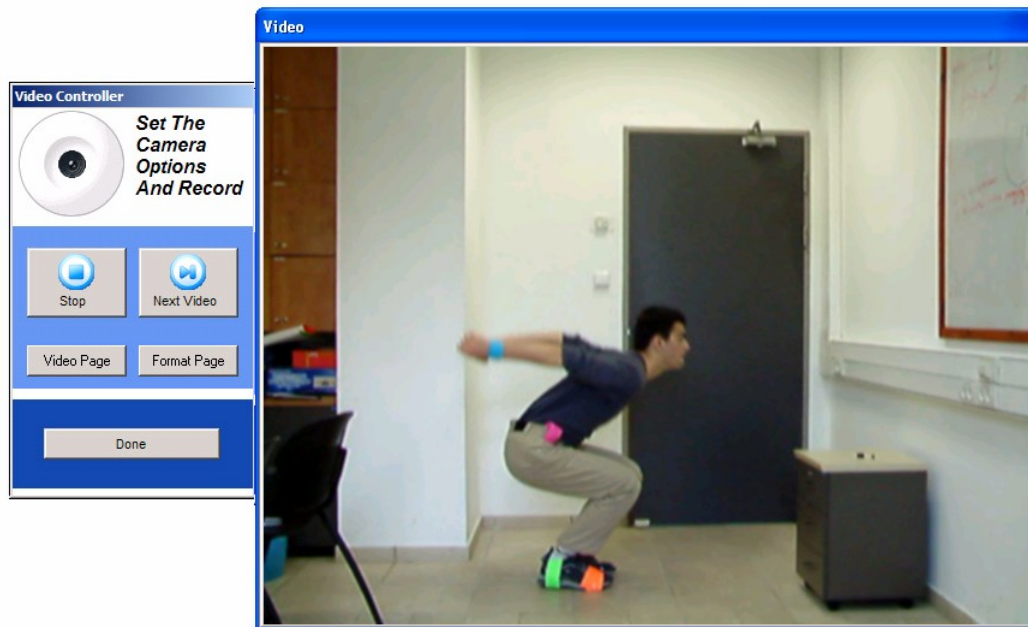 Video
Video Controller
Set The
Camera
Options
And Record
Stop
Next Video
Video Page
Format Page
Done